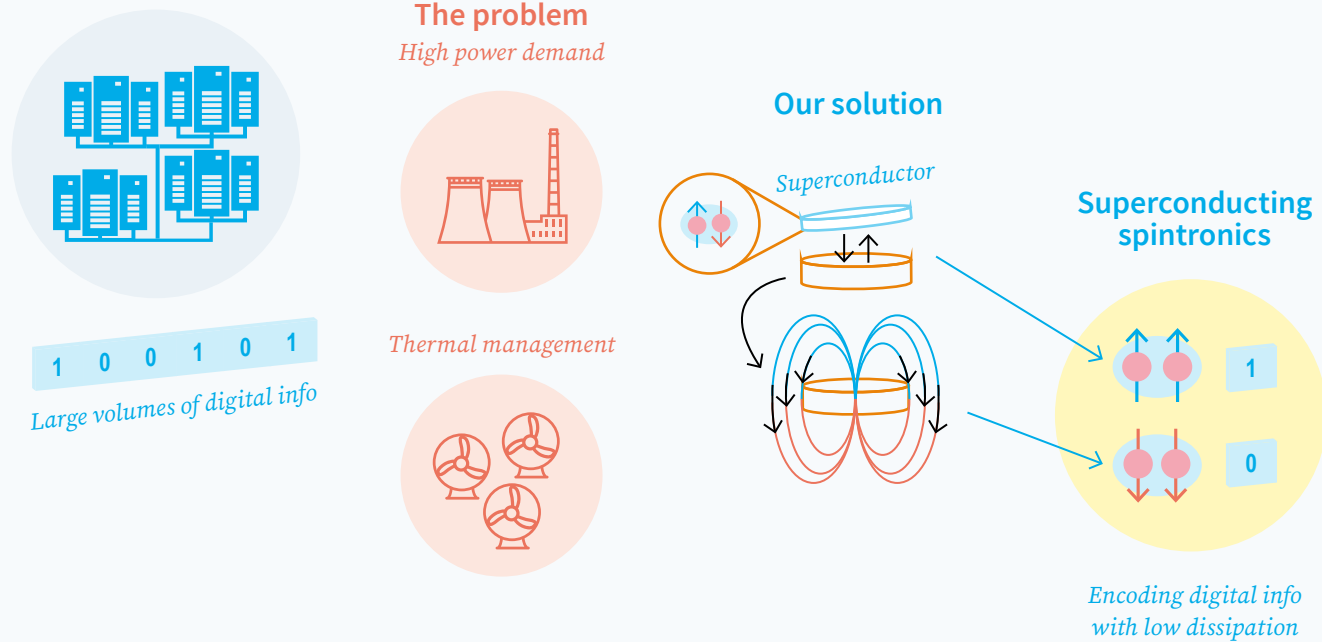 The problem
High power demand
Thermal management
1 0 0 1 0 1
Large volumes of digital info
Our solution
Superconductor
Superconducting
spintronics
1
0
Encoding digital info
with low dissipation